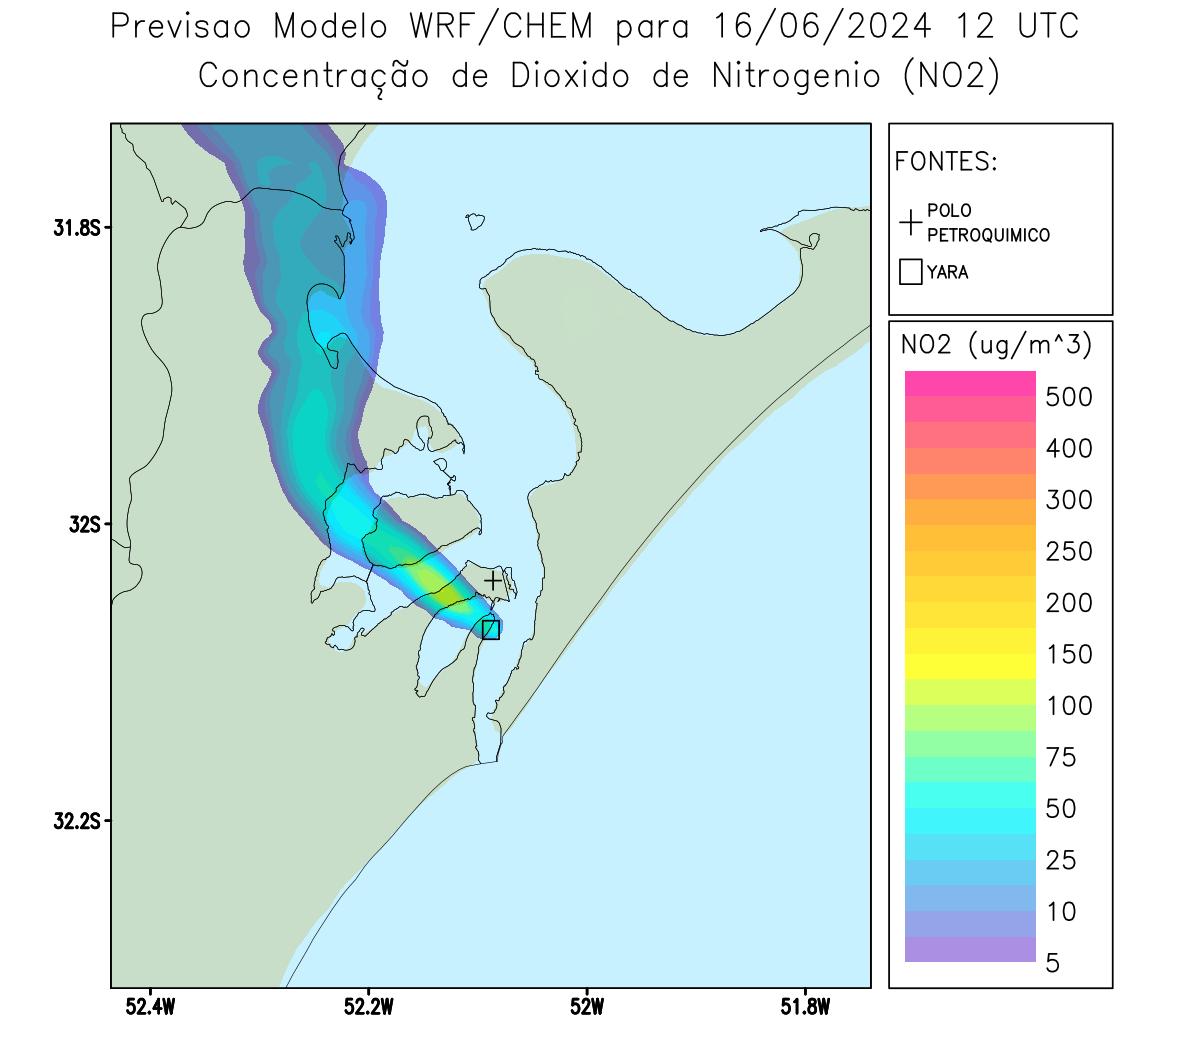 Previsao Modelo WRF/CHEM para 16/06/2024 12 UTC
Concentração de Dioxido de Nitrogenio (NO2)
FONTES:
POLO
PETROQUIMICO
YARA
31.8S
32S
32.2S
52.4W
52.2W
52W
51.8W
NO2 (ug/m^3)
500
400
300
250
200
150
100
75
50
25
10
5